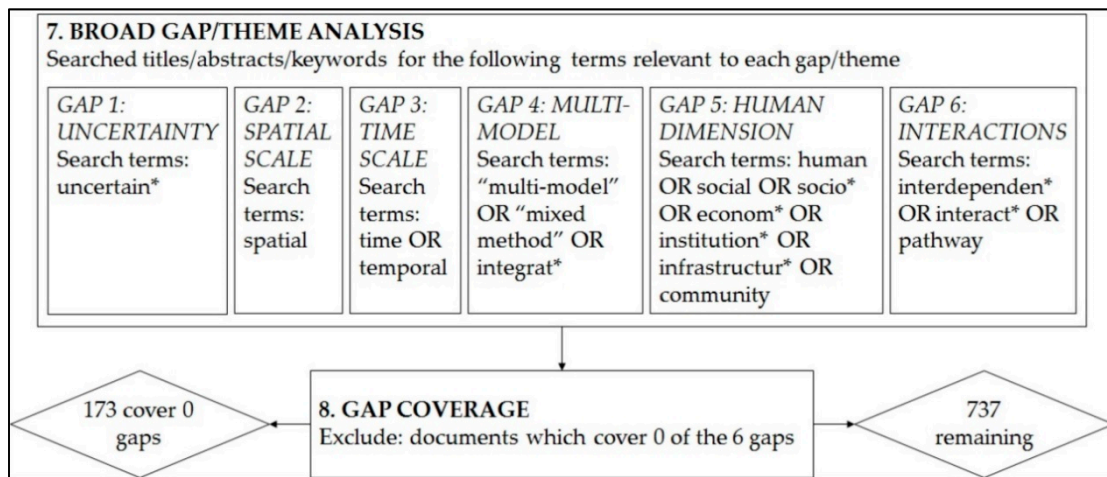 7. BROAD GAP/THEME ANALYSIS
Searched titles/abstracts/keywords for the following terms relevant to each gap/theme
GAP 1:
UNCERTAINTY
Search terms:
uncertain*
GAP 2:
SPATIAL
SCALE
Search
terms:
spatial
GAP 3:
TIME
SCALE
Search
terms:
time OR
temporal
GAP 4: MULTI-
MODEL
Search terms:
“multi-model”
OR “mixed
method” OR
integrat*
GAP 5: HUMAN
DIMENSION
Search terms: human
OR social OR socio*
OR econom* OR
institution* OR
infrastructur* OR
community
GAP 6:
INTERACTIONS
Search terms:
interdependen*
OR interact* OR
pathway
173 cover 0
gaps
8. GAP COVERAGE
Exclude: documents which cover 0 of the 6 gaps
737
remaining